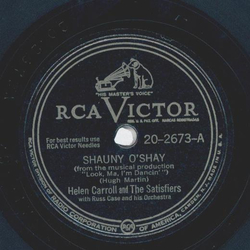 "HIS MASTER'S VOICE"
RCA VICTOR
For best results use
RCA Victor Needles
20-2673-A
SHAUNY O'SHAY
(from the musical production
"Look, Ma, I'm Dancin'")
(Hugh Martin)
Helen Carroll and The Satisfiers
with Russ Case and his Orchestra